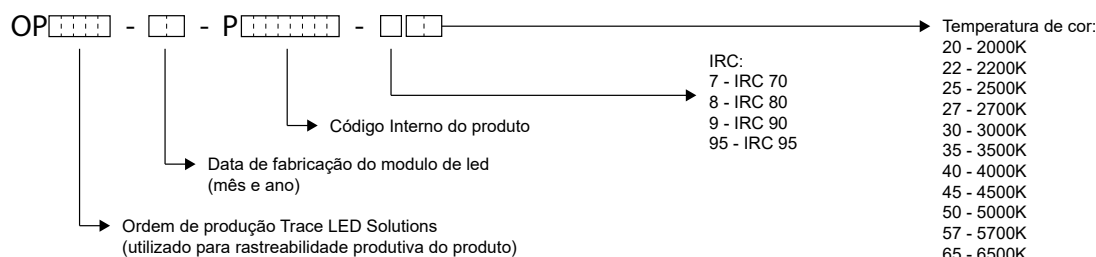 OP - - P -
Temperatura de cor:
20 - 2000K
22 - 2200K
25 - 2500K
27 - 2700K
30 - 3000K
35 - 3500K
40 - 4000K
45 - 4500K
50 - 5000K
57 - 5700K
65 - 6500K
IRC:
7 - IRC 70
8 - IRC 80
9 - IRC 90
95 - IRC 95
Código Interno do produto
Data de fabricação do modulo de led
(mês e ano)
Ordem de produção Trace LED Solutions
(utilizado para rastreabilidade produtiva do produto)